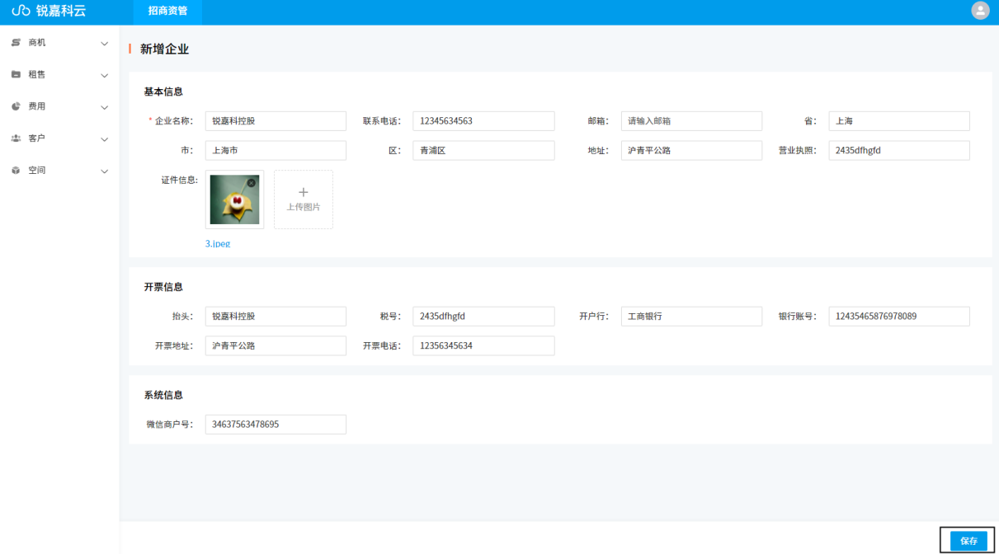 锐嘉科云 招商资管
商机
租售
费用
客户
空间
新增企业
基本信息
* 企业名称： 锐嘉科控股 联系电话： 12345634563 邮箱： 请输入邮箱 省： 上海
市： 上海市 区： 青浦区 地址： 沪青平公路 营业执照： 2435dfhgfd
证件信息:
上传图片
3.jpeg
开票信息
抬头： 锐嘉科控股 税号： 2435dfhgfd 开户行： 工商银行 银行账号： 12435465876978089
开票地址： 沪青平公路 开票电话： 12356345634
系统信息
微信商户号： 34637563478695
保存